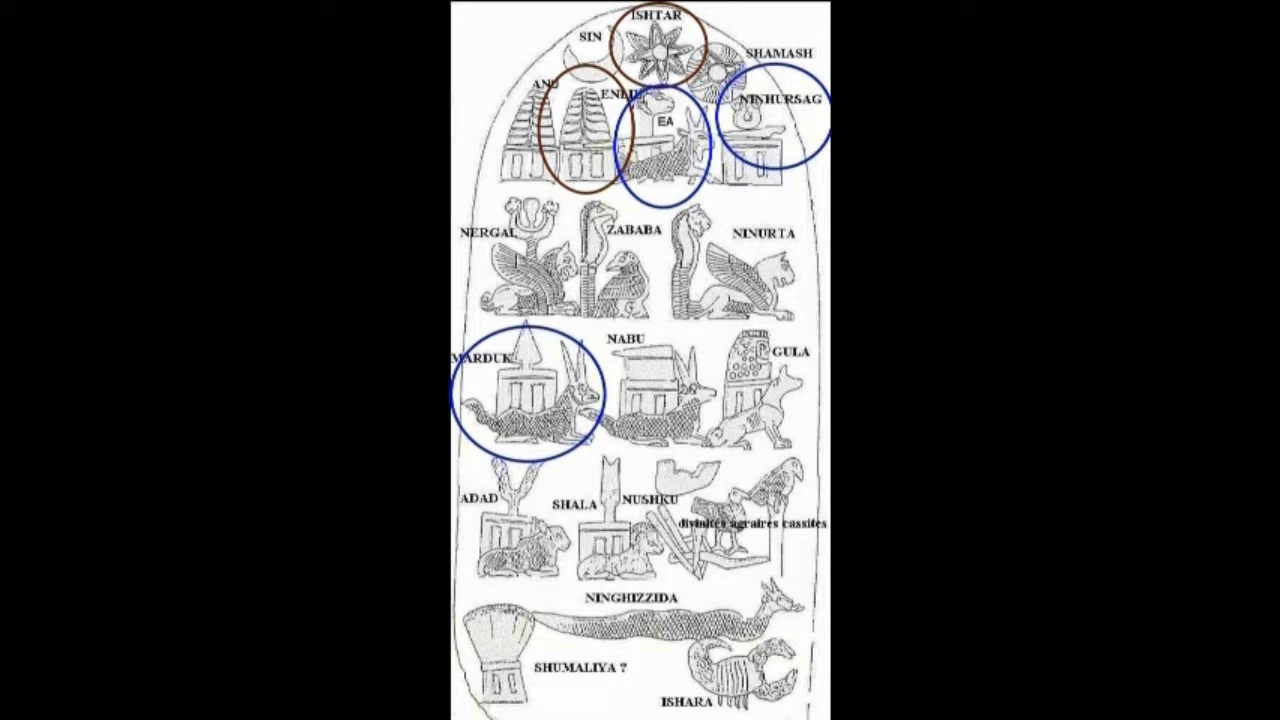 ISHTAR
SIN
SHAMASH
ANU
ENLIL
NINHURSAG
EA
NERGAL
ZABABA
NINURTA
MARDUK
NABU
GULA
ADAD
SHALA
NUSHKU
divinités agraires cassites
NINGHIZZIDA
SHUMALIYA ?
ISHARA